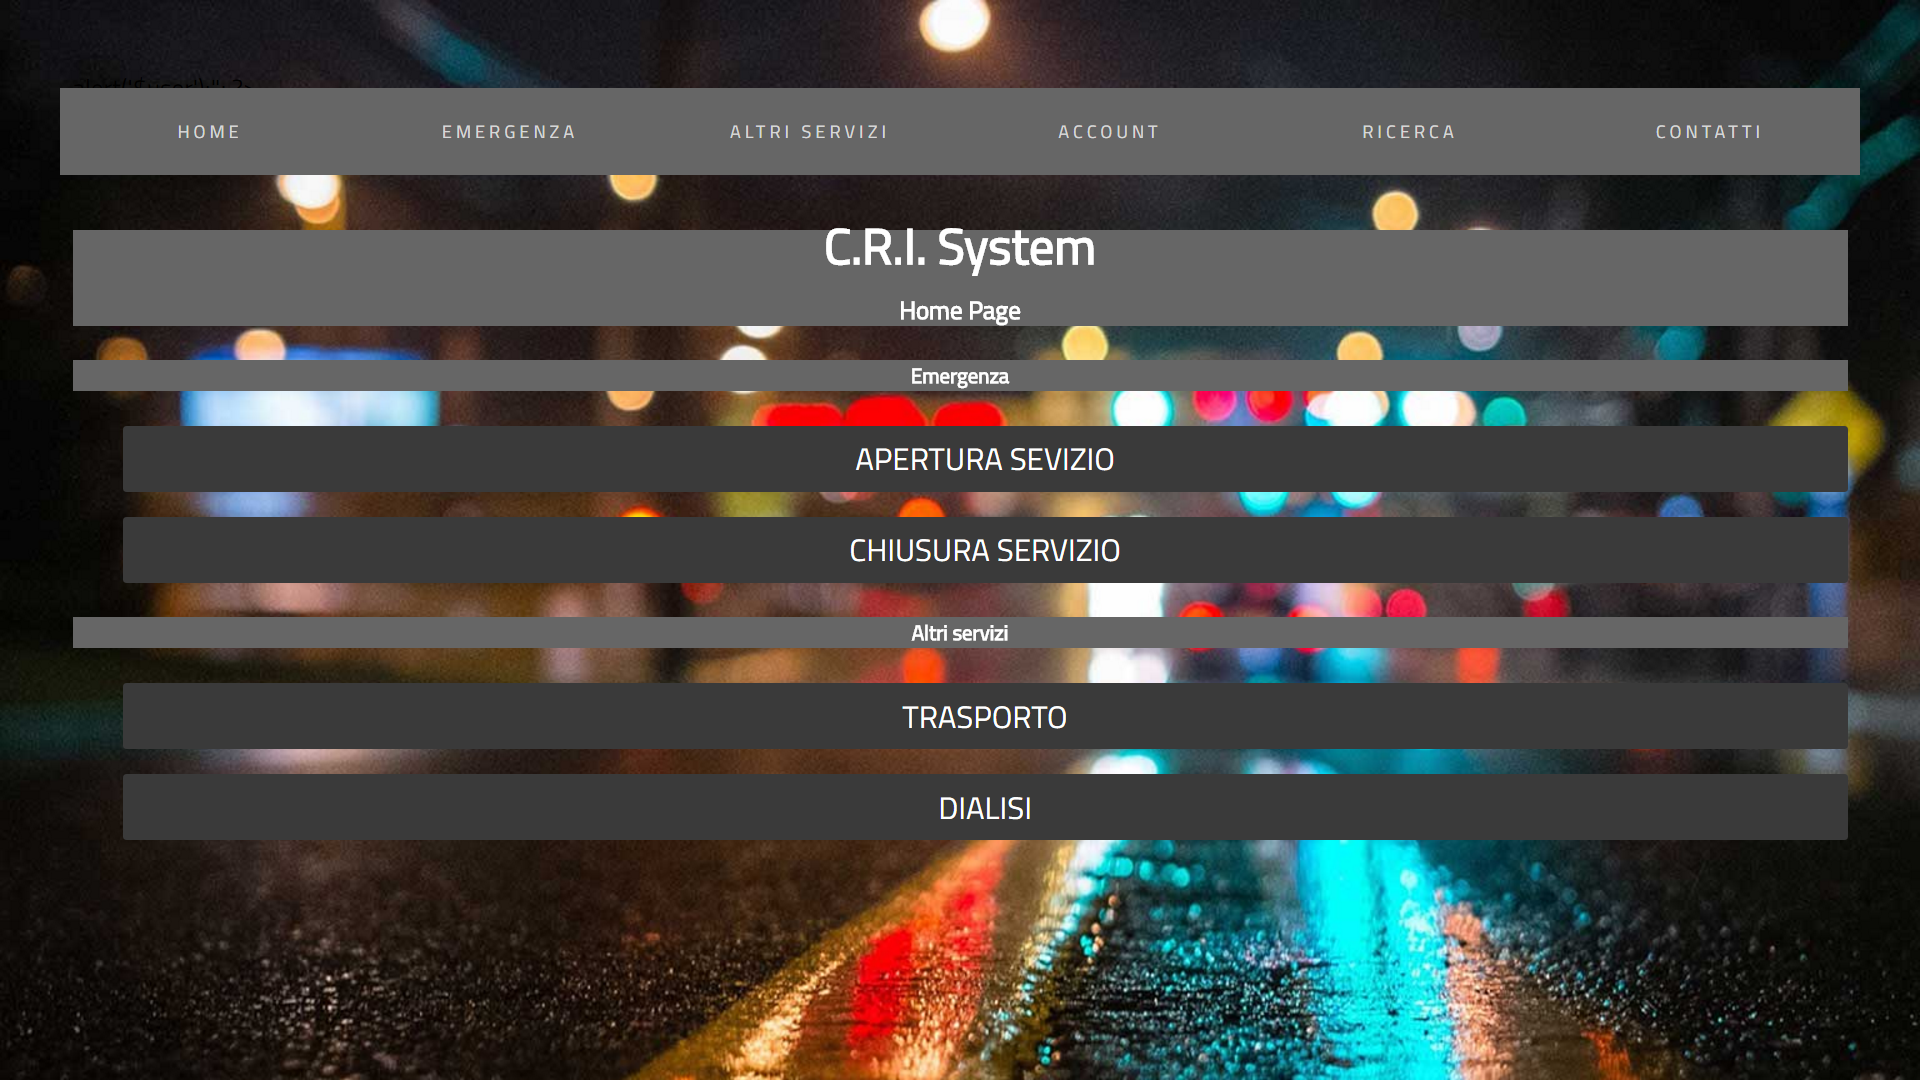 HOME EMERGENZA ALTRI SERVIZI ACCOUNT RICERCA CONTATTI
C.R.I. System
Home Page
Emergenza
APERTURA SEVIZIO
CHIUSURA SERVIZIO
Altri servizi
TRASPORTO
DIALISI